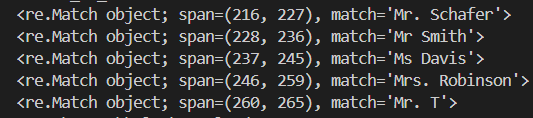 <re.Match object; span=(216, 227), match='Mr. Schafer'>
<re.Match object; span=(228, 236), match='Mr Smith'>
<re.Match object; span=(237, 245), match='Ms Davis'>
<re.Match object; span=(246, 259), match='Mrs. Robinson'>
<re.Match object; span=(260, 265), match='Mr. T'>